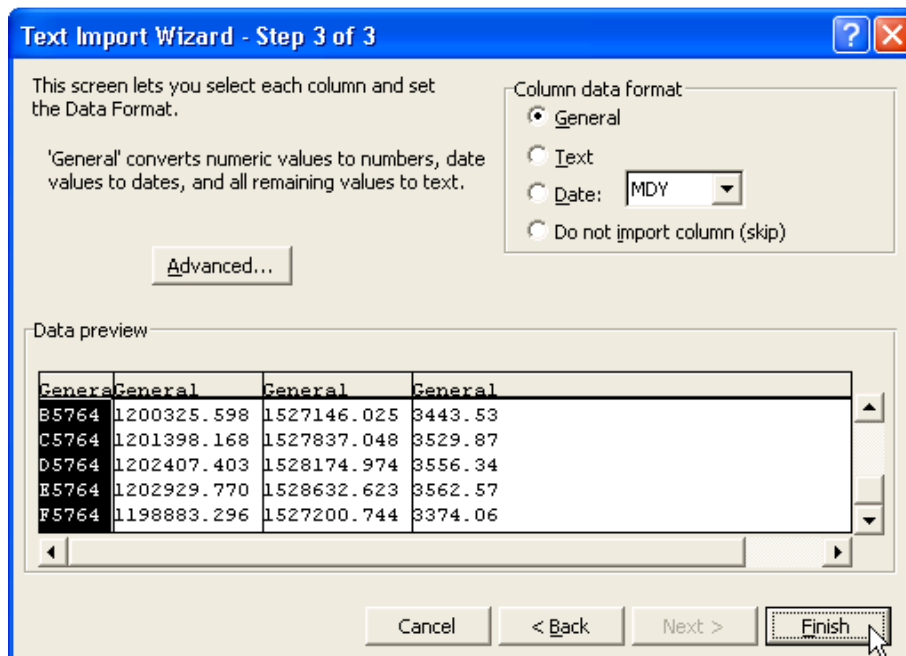 Text Import Wizard - Step 3 of 3
This screen lets you select each column and set
the Data Format.
'General' converts numeric values to numbers, date
values to dates, and all remaining values to text.
Advanced...
Column data format
General
Text
Date: MDY
Do not import column (skip)
Data preview
Genera General General General
B5764 1200325.598 1527146.025 3443.53
C5764 1201398.168 1527837.048 3529.87
D5764 1202407.403 1528174.974 3556.34
E5764 1202929.770 1528632.623 3562.57
F5764 1198883.296 1527200.744 3374.06
Cancel < Back Next > Finish